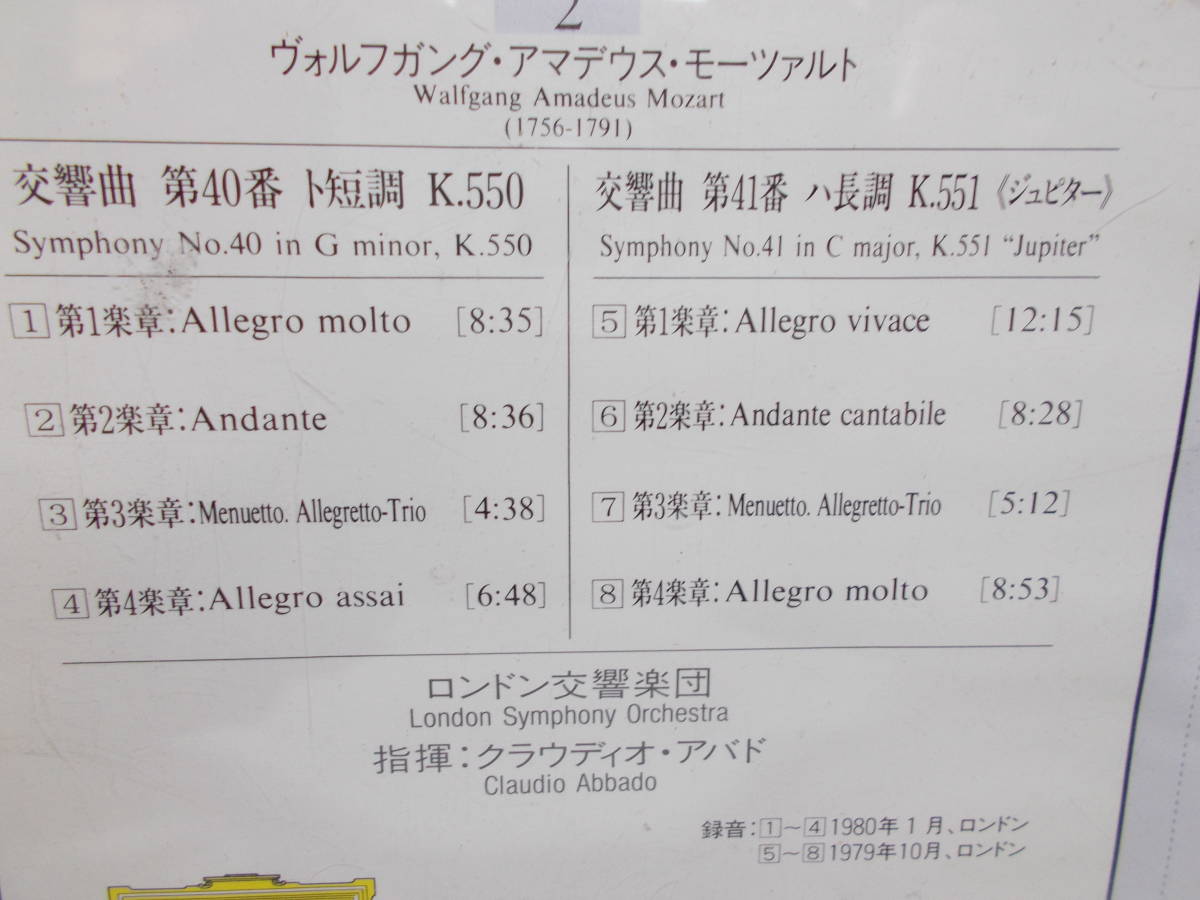 2
ヴォルフガング・アマデウス・モーツァルト
Walfgang Amadeus Mozart
(1756-1791)
交響曲 第40番 ト短調 K.550
Symphony No.40 in G minor, K.550
1 第1楽章:Allegro molto [8:35]
2 第2楽章:Andante [8:36]
3 第3楽章:Menuetto. Allegretto-Trio [4:38]
4 第4楽章:Allegro assai [6:48]
交響曲 第41番 ハ長調 K.551《ジュピター》
Symphony No.41 in C major, K.551 “Jupiter”
5 第1楽章:Allegro vivace [12:15]
6 第2楽章:Andante cantabile [8:28]
7 第3楽章:Menuetto. Allegretto-Trio [5:12]
8 第4楽章:Allegro molto [8:53]
ロンドン交響楽団
London Symphony Orchestra
指揮:クラウディオ・アバド
Claudio Abbado
録音:1～4 1980年1月、ロンドン
5～8 1979年10月、ロンドン